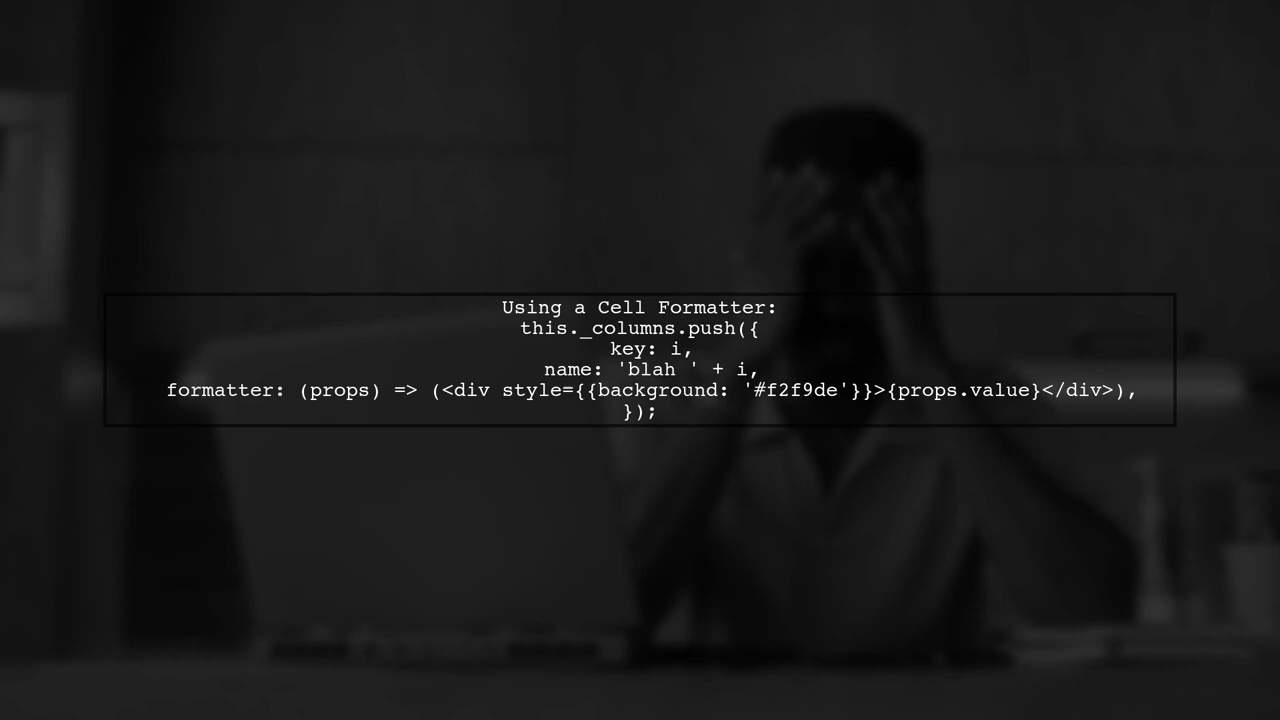 Using a Cell Formatter:
this._columns.push({
key: i,
name: 'blah ' + i,
formatter: (props) => (<div style={{background: '#f2f9de'}}>{props.value}</div>),
});